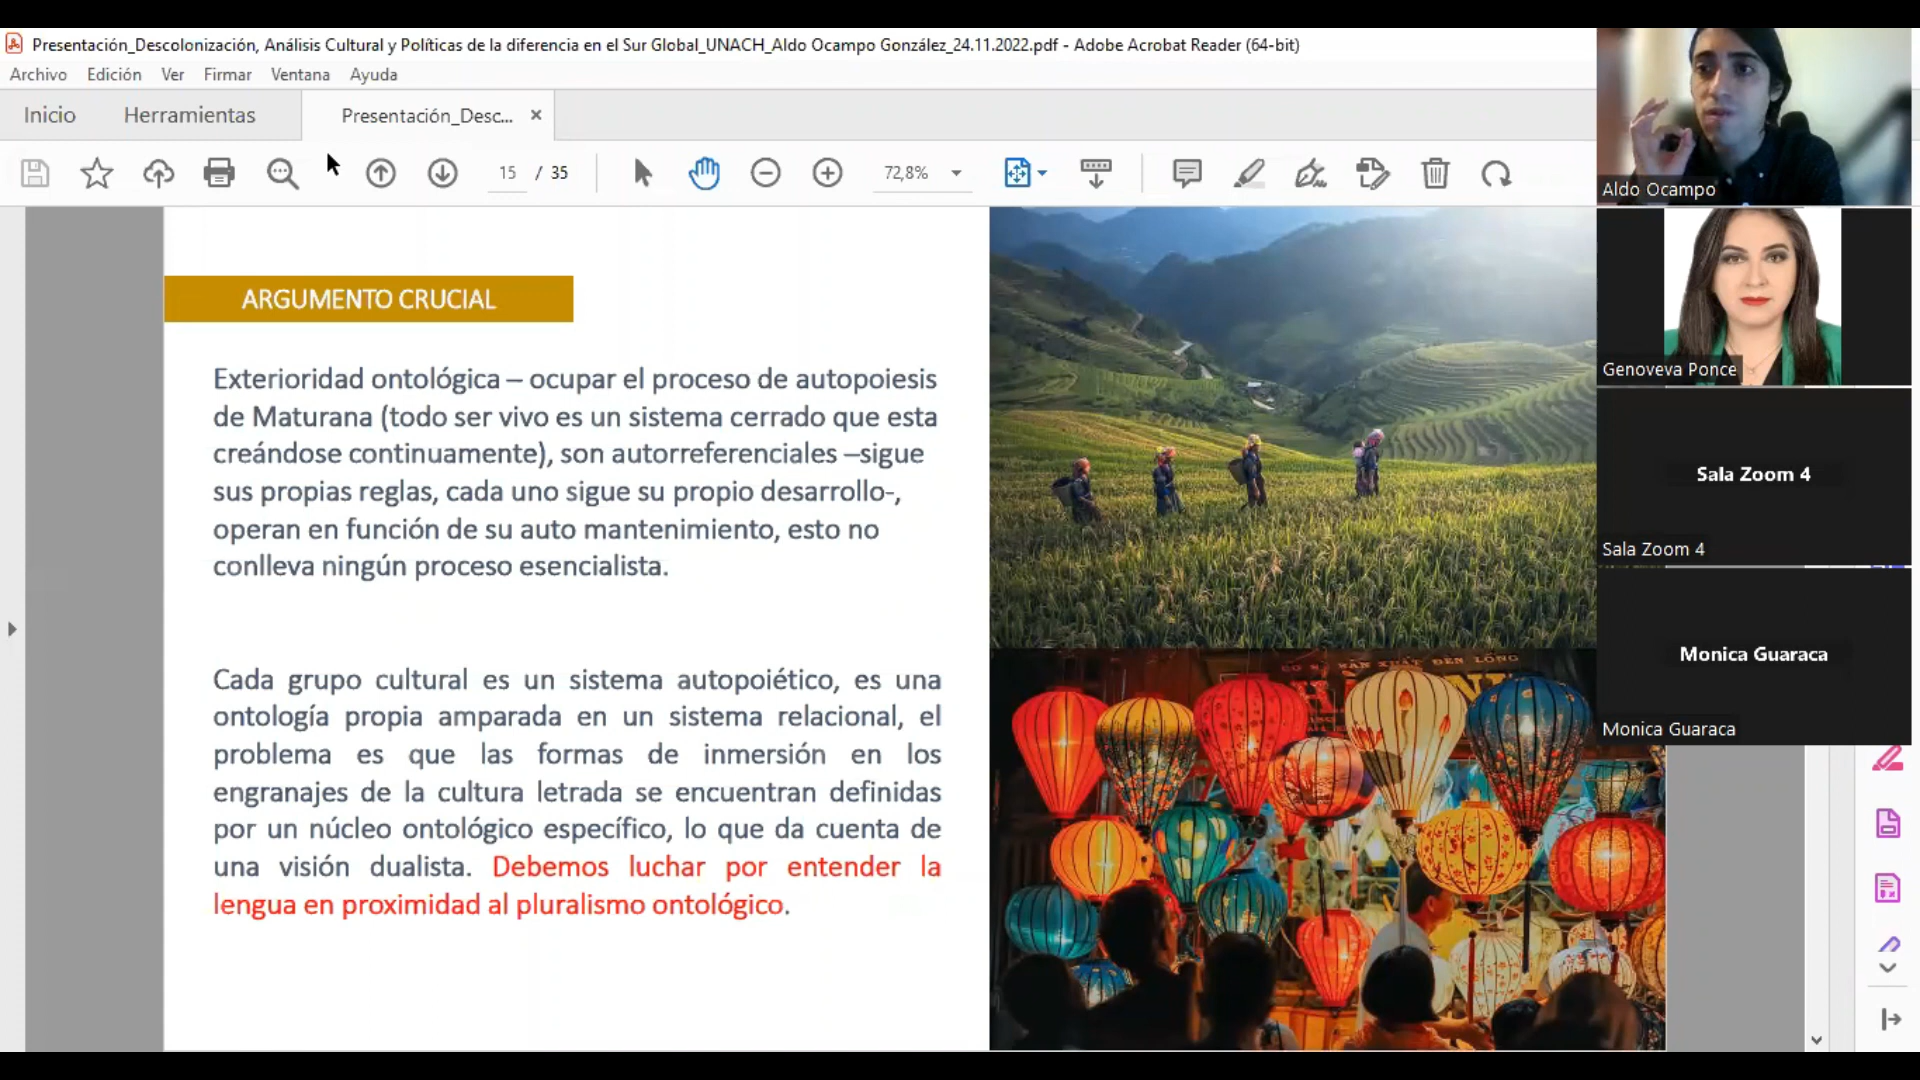 Presentación_Descolonización, Análisis Cultural y Políticas de la diferencia en el Sur Global_UNACH_Aldo Ocampo González_24.11.2022.pdf - Adobe Acrobat Reader (64-bit)
Archivo Edición Ver Firmar Ventana Ayuda
Inicio Herramientas Presentación_Desc... ×
15 / 35 72,8%
ARGUMENTO CRUCIAL
Exterioridad ontológica – ocupar el proceso de autopoiesis
de Maturana (todo ser vivo es un sistema cerrado que esta
creándose continuamente), son autorreferenciales –sigue
sus propias reglas, cada uno sigue su propio desarrollo-,
operan en función de su auto mantenimiento, esto no
conlleva ningún proceso esencialista.
Cada grupo cultural es un sistema autopoiético, es una
ontología propia amparada en un sistema relacional, el
problema es que las formas de inmersión en los
engranajes de la cultura letrada se encuentran definidas
por un núcleo ontológico específico, lo que da cuenta de
una visión dualista. Debemos luchar por entender la
lengua en proximidad al pluralismo ontológico.
Aldo Ocampo
Genoveva Ponce
Sala Zoom 4
Sala Zoom 4
Monica Guaraca
Monica Guaraca